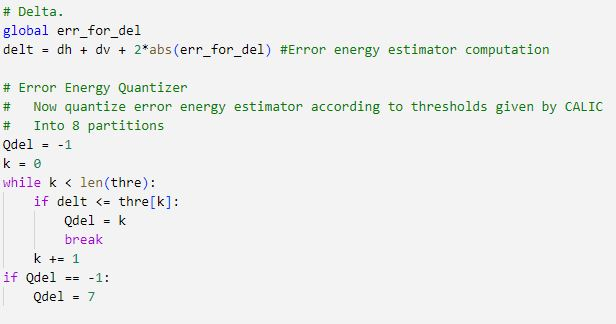 # Delta.
global err_for_del
delt = dh + dv + 2*abs(err_for_del) #Error energy estimator computation

# Error Energy Quantizer
#   Now quantize error energy estimator according to thresholds given by CALIC
#   Into 8 partitions
Qdel = -1
k = 0
while k < len(thre):
    if delt <= thre[k]:
        Qdel = k
        break
    k += 1
if Qdel == -1:
    Qdel = 7